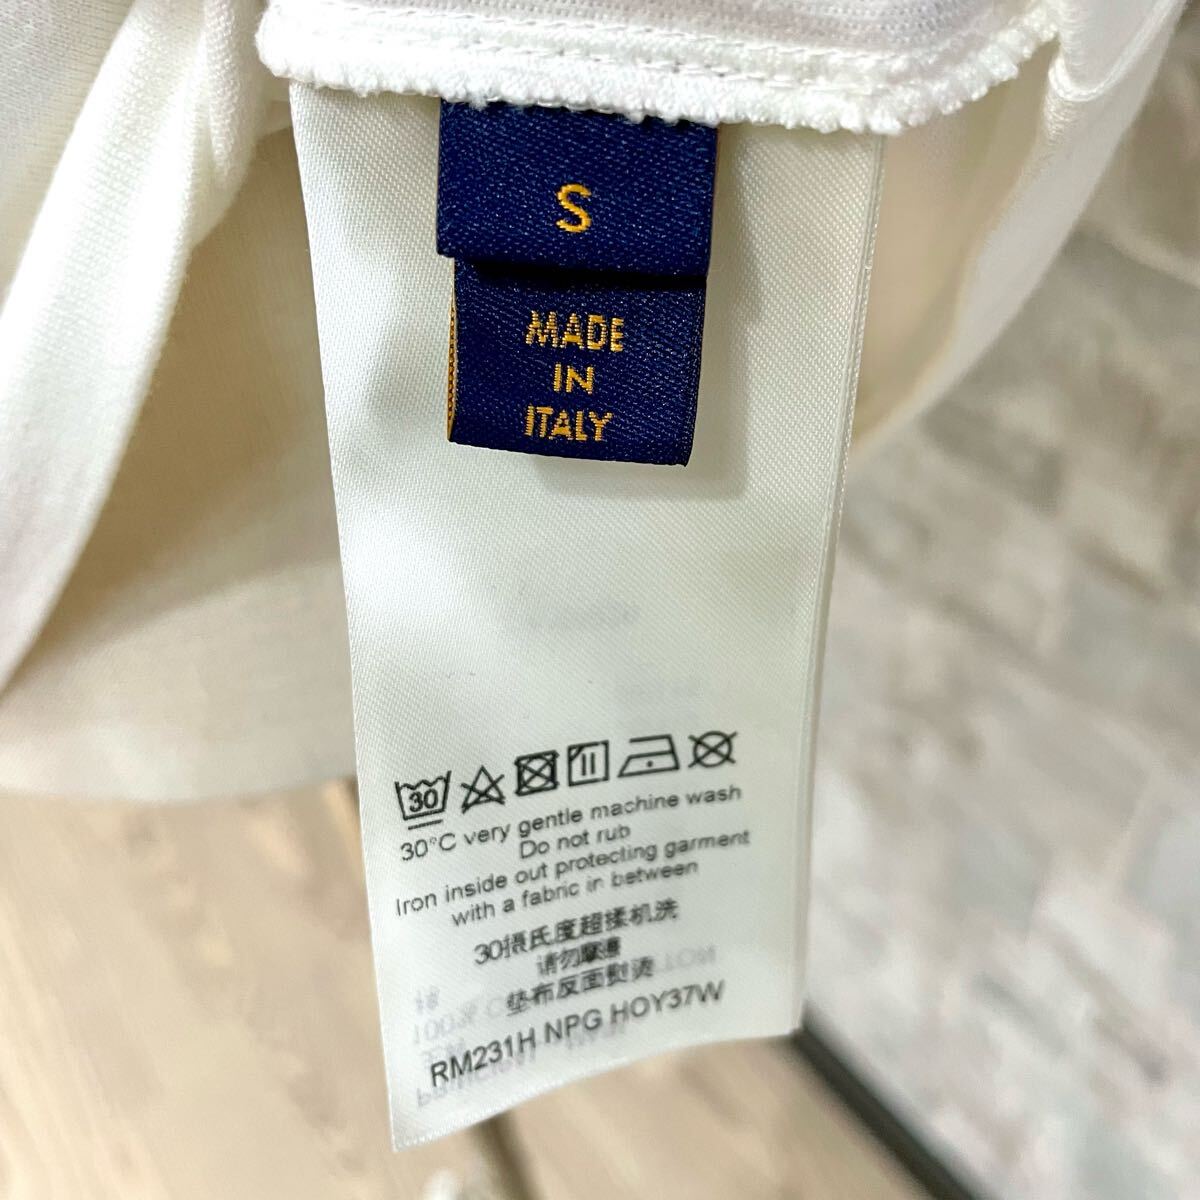 S
MADE
IN
ITALY
30
30°C very gentle machine wash
Do not rub
Iron inside out protecting garment
with a fabric in between
30摄氏度超揉机洗
请勿摩擦
垫布反面熨烫
RM231H NPG HOY37W